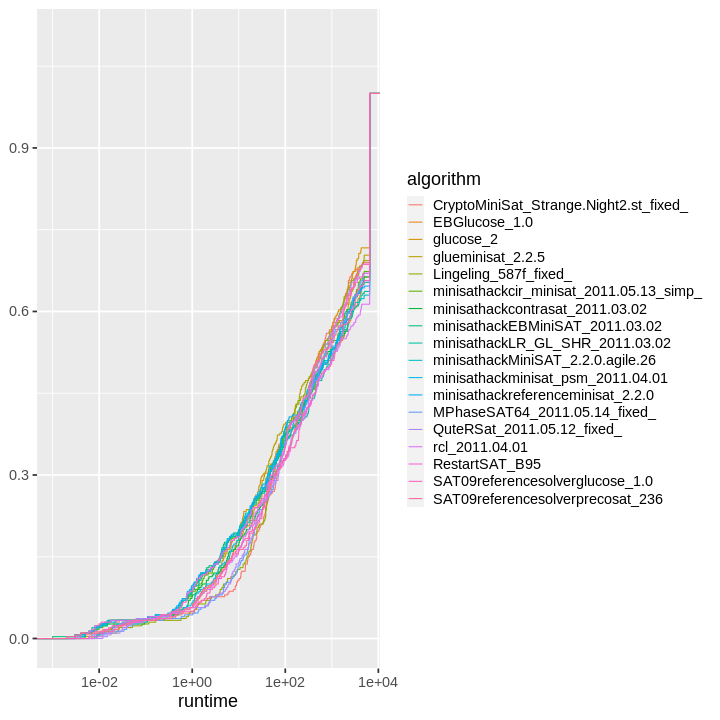 0.9
0.6
0.3
0.0
1e-02 1e+00 1e+02 1e+04
runtime
algorithm
CryptoMiniSat_Strange.Night2.st_fixed_
EBGlucose_1.0
glucose_2
glueminisat_2.2.5
Lingeling_587f_fixed_
minisathackcir_minisat_2011.05.13_simp_
minisathackcontrasat_2011.03.02
minisathackEBMiniSAT_2011.03.02
minisathackLR_GL_SHR_2011.03.02
minisathackMiniSAT_2.2.0.agile.26
minisathackminisat_psm_2011.04.01
minisathackreferenceminisat_2.2.0
MPhaseSAT64_2011.05.14_fixed_
QuteRSat_2011.05.12_fixed_
rcl_2011.04.01
RestartSAT_B95
SAT09referencesolverglucose_1.0
SAT09referencesolverprecosat_236